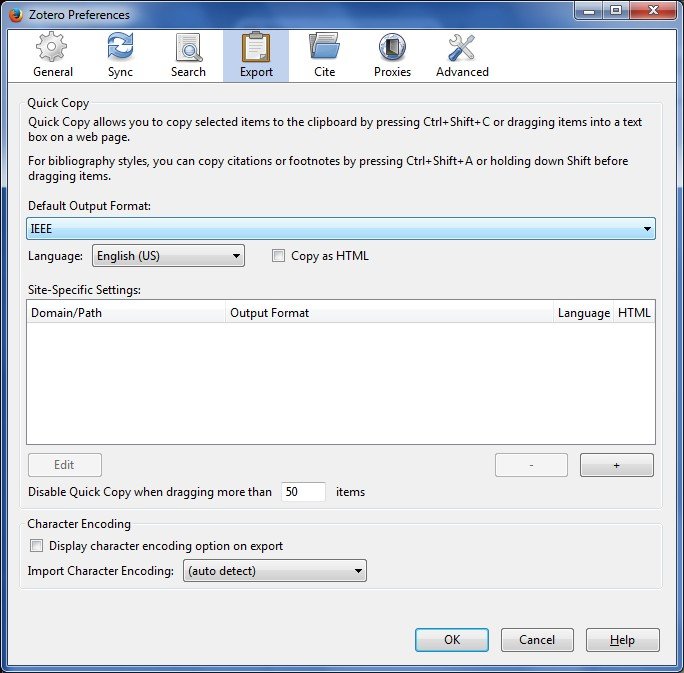 Zotero Preferences
General Sync Search Export Cite Proxies Advanced
Quick Copy
Quick Copy allows you to copy selected items to the clipboard by pressing Ctrl+Shift+C or dragging items into a text
box on a web page.
For bibliography styles, you can copy citations or footnotes by pressing Ctrl+Shift+A or holding down Shift before
dragging items.
Default Output Format:
IEEE
Language: English (US) Copy as HTML
Site-Specific Settings:
Domain/Path Output Format Language HTML
Edit - +
Disable Quick Copy when dragging more than 50 items
Character Encoding
Display character encoding option on export
Import Character Encoding: (auto detect)
OK Cancel Help